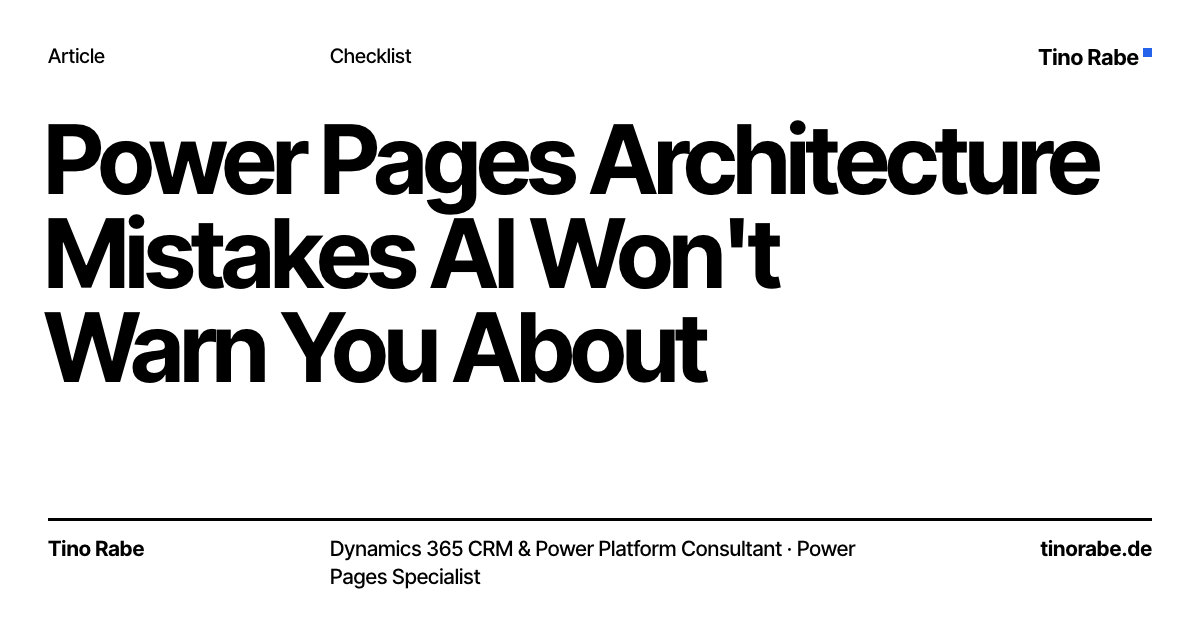 Article
Checklist
Tino Rabe
Power Pages Architecture
Mistakes AI Won't
Warn You About
Tino Rabe
Dynamics 365 CRM & Power Platform Consultant · Power
Pages Specialist
tinorabe.de